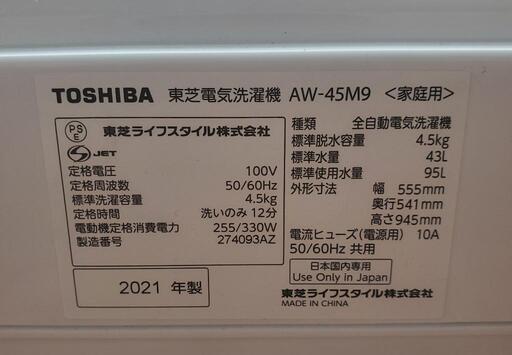 TOSHIBA 東芝電気洗濯機 AW-45M9 <家庭用>
PS
E
東芝ライフスタイル株式会社
S JET
定格電圧 100V
定格周波数 50/60Hz
標準洗濯容量 4.5kg
定格時間 洗いのみ 12分
電動機定格消費電力 255/330W
製造番号 274093AZ
2021 年製
種類 全自動電気洗濯機
標準脱水容量 4.5kg
標準水量 43L
標準使用水量 95L
外形寸法 幅 555mm
奥行541mm
高さ945mm
電流ヒューズ(電源用) 10A
50/60Hz 共用
日本国内専用
Use Only in Japan
東芝ライフスタイル株式会社
MADE IN CHINA